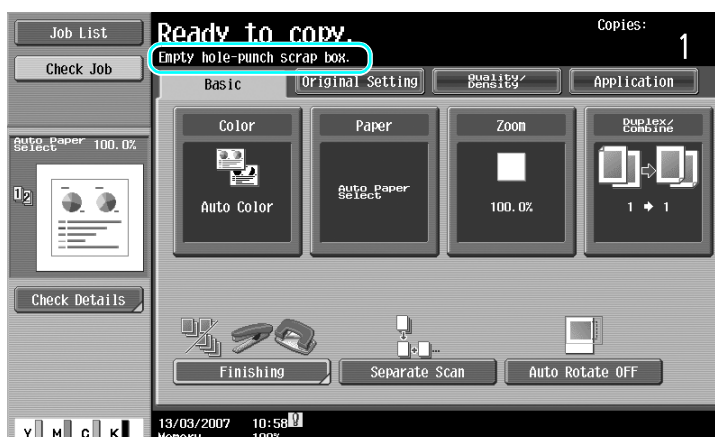 Job List
Check Job
Ready to copy.
Empty hole-punch scrap box.
Copies:
1
Basic
Original Setting
Quality/
Density
Application
Auto Paper
Select
100.0%
1 2
Check Details
Color
Auto Color
Paper
Auto Paper
Select
Zoom
100.0%
Duplex/
Combine
1 ➔ 1
Finishing
Separate Scan
Auto Rotate OFF
Y M C K
13/03/2007 10:58
Memory 100%